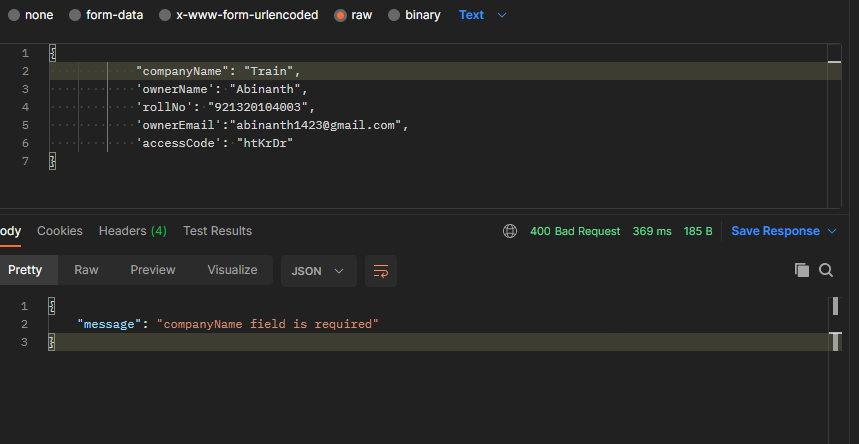 none form-data x-www-form-urlencoded raw binary Text
1 {
2 "companyName": "Train",
3 'ownerName': "Abinanth",
4 'rollNo': "921320104003",
5 'ownerEmail':"abinanth1423@gmail.com",
6 'accessCode': "htKrDr"
7 }
ody Cookies Headers (4) Test Results 400 Bad Request 369 ms 185 B Save Response
Pretty Raw Preview Visualize JSON
1 {
2 "message": "companyName field is required"
3 }